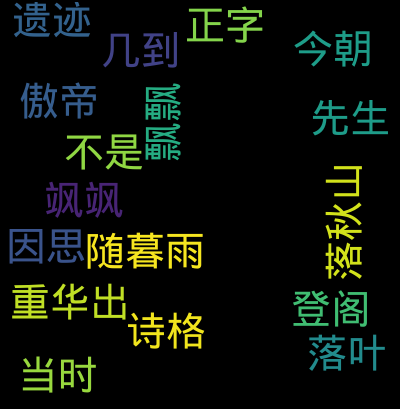 遗迹
正字
几到
今朝
傲帝
飘飘
先生
不是
飒飒
落秋山
因思
随暮雨
重华出
登阁
诗格
落叶
当时